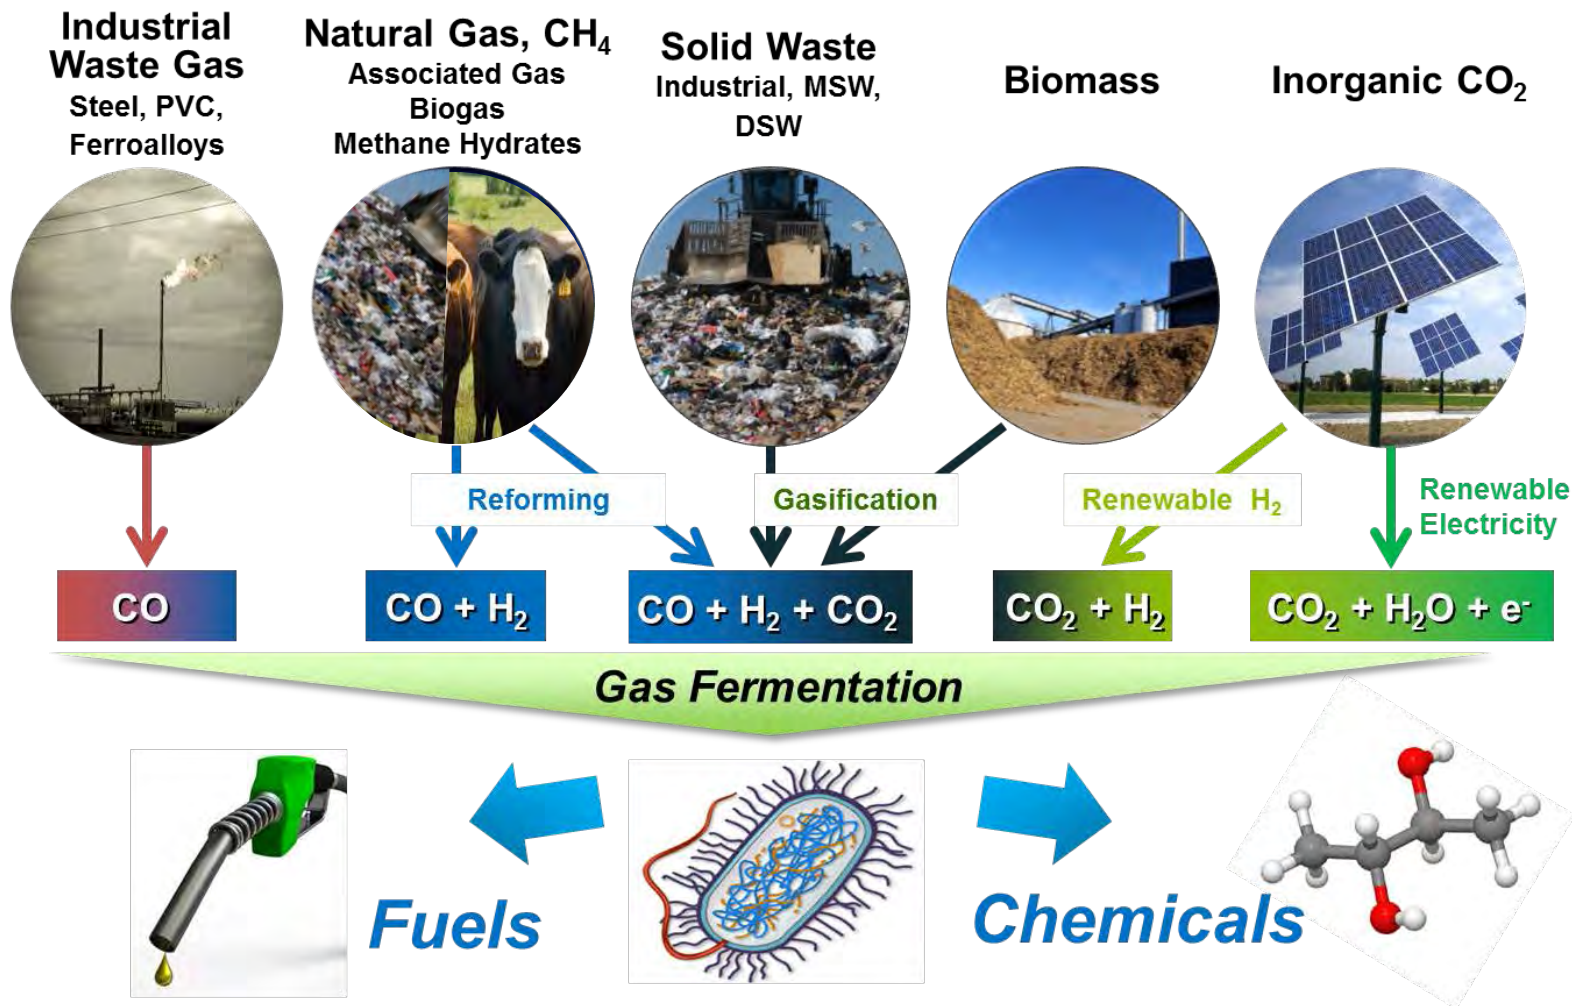 Industrial
Waste Gas
Steel, PVC,
Ferroalloys
Natural Gas, CH₄
Associated Gas
Biogas
Methane Hydrates
Solid Waste
Industrial, MSW,
DSW
Biomass
Inorganic CO₂
Reforming
Gasification
Renewable H₂
Renewable
Electricity
CO
CO + H₂
CO + H₂ + CO₂
CO₂ + H₂
CO₂ + H₂O + e⁻
Gas Fermentation
Fuels
Chemicals